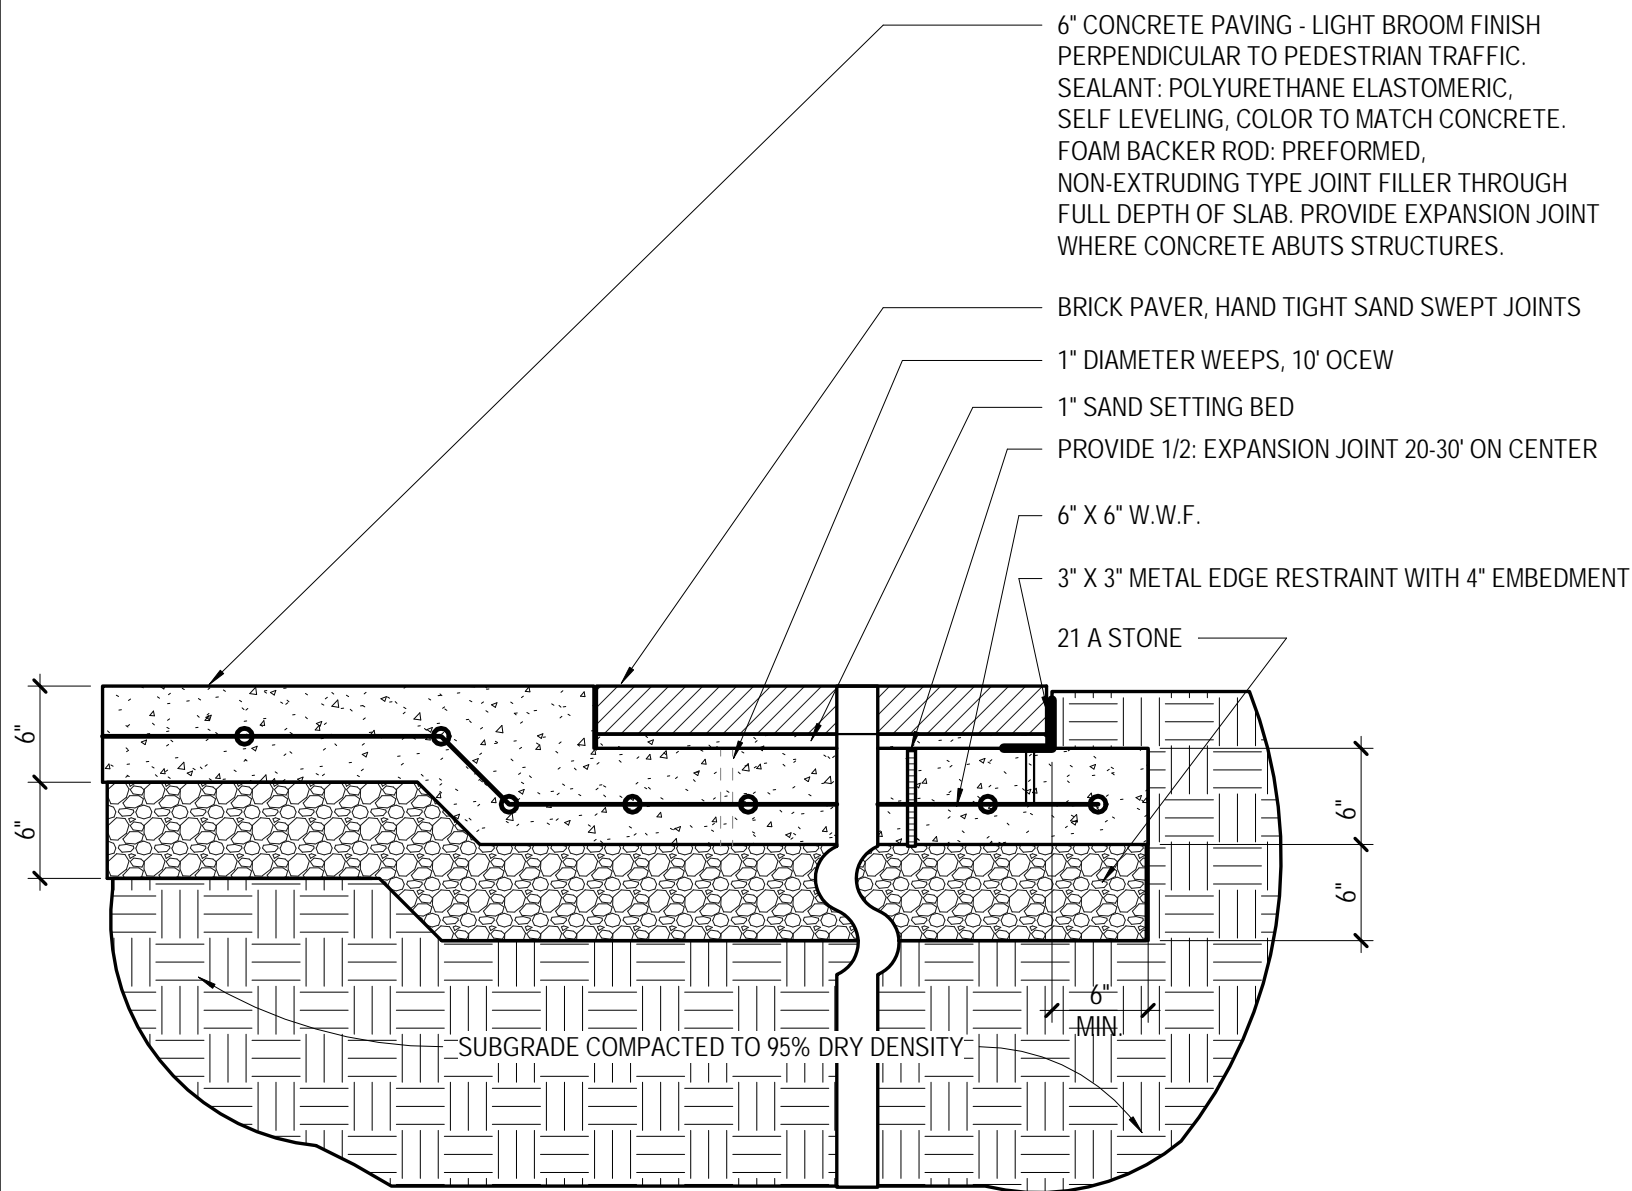 6" CONCRETE PAVING - LIGHT BROOM FINISH
PERPENDICULAR TO PEDESTRIAN TRAFFIC.
SEALANT: POLYURETHANE ELASTOMERIC,
SELF LEVELING, COLOR TO MATCH CONCRETE.
FOAM BACKER ROD: PREFORMED,
NON-EXTRUDING TYPE JOINT FILLER THROUGH
FULL DEPTH OF SLAB. PROVIDE EXPANSION JOINT
WHERE CONCRETE ABUTS STRUCTURES.
BRICK PAVER, HAND TIGHT SAND SWEPT JOINTS
1" DIAMETER WEEPS, 10' OCEW
1" SAND SETTING BED
PROVIDE 1/2: EXPANSION JOINT 20-30' ON CENTER
6" X 6" W.W.F.
3" X 3" METAL EDGE RESTRAINT WITH 4" EMBEDMENT
21 A STONE
6"
6"
6"
6"
6"
MIN.
SUBGRADE COMPACTED TO 95% DRY DENSITY